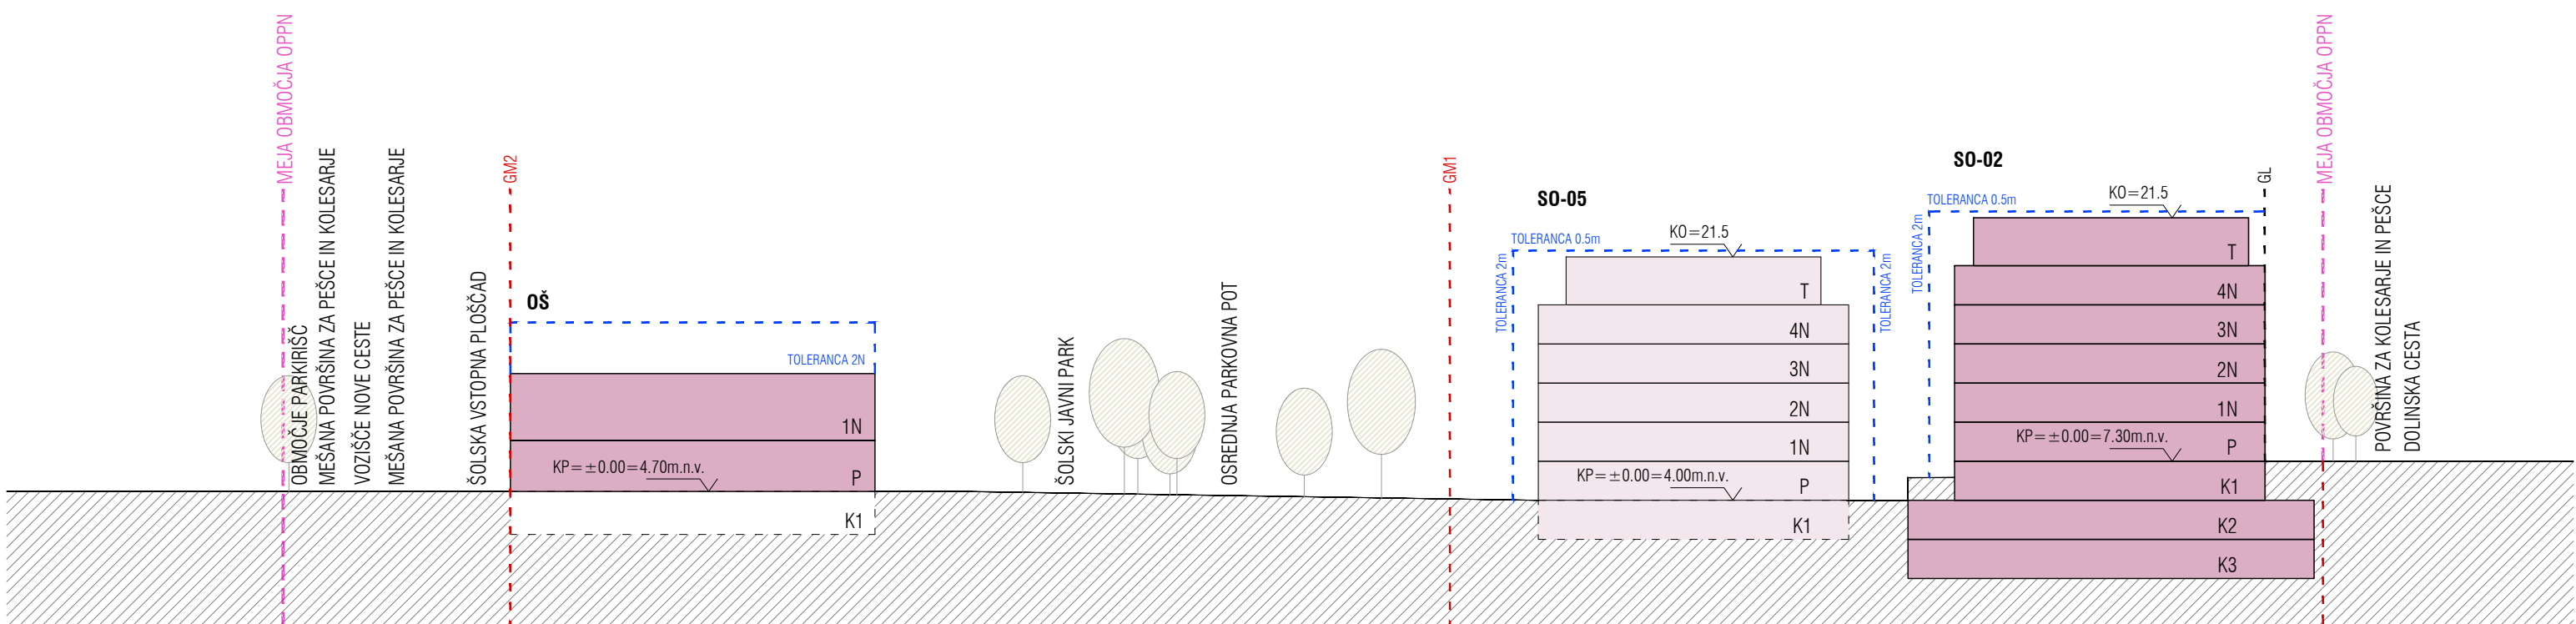 MEJA OBMOČJA OPPN
OBMOČJE PARKIRIŠČ
MEŠANA POVRŠINA ZA PEŠCE IN KOLESARJE
VOZIŠČE NOVE CESTE
MEŠANA POVRŠINA ZA PEŠCE IN KOLESARJE
ŠOLSKA VSTOPNA PLOŠČAD
GM2
OŠ
TOLERANCA 2N
1N
KP=±0.00=4.70m.n.v.
P
K1
ŠOLSKI JAVNI PARK
OSREDNJA PARKOVNA POT
GM1
SO-05
TOLERANCA 0.5m
KO=21.5
TOLERANCA 2m
TOLERANCA 2m
T
4N
3N
2N
1N
KP=±0.00=4.00m.n.v.
P
K1
SO-02
TOLERANCA 0.5m
KO=21.5
TOLERANCA 2m
GL
T
4N
3N
2N
1N
KP=±0.00=7.30m.n.v.
P
K1
K2
K3
MEJA OBMOČJA OPPN
POVRŠINA ZA KOLESARJE IN PEŠCE
DOLINSKA CESTA